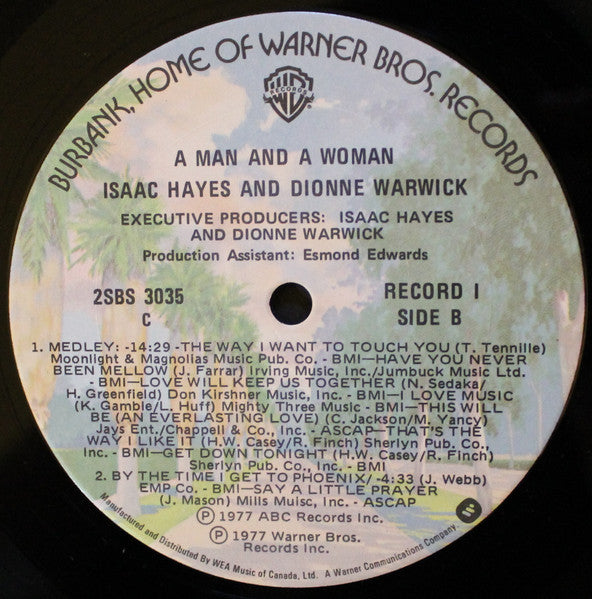 BURBANK, HOME OF WARNER BROS. RECORDS
WB
RECORDS
®
A MAN AND A WOMAN
ISAAC HAYES AND DIONNE WARWICK
EXECUTIVE PRODUCERS: ISAAC HAYES
AND DIONNE WARWICK
Production Assistant: Esmond Edwards
2SBS 3035
C
RECORD I
SIDE B
1. MEDLEY: -14:29 -THE WAY I WANT TO TOUCH YOU (T. Tennille)
Moonlight & Magnolias Music Pub. Co. - BMI—HAVE YOU NEVER
BEEN MELLOW (J. Farrar) Irving Music, Inc./Jumbuck Music Ltd.
- BMI—LOVE WILL KEEP US TOGETHER (N. Sedaka/
H. Greenfield) Don Kirshner Music, Inc. - BMI—I LOVE MUSIC
(K. Gamble/L. Huff) Mighty Three Music - BMI—THIS WILL
BE (AN EVERLASTING LOVE) (C. Jackson/M. Yancy)
Jays Ent./Chappell & Co., Inc. - ASCAP—THAT'S THE
WAY I LIKE IT (H.W. Casey/R. Finch) Sherlyn Pub. Co.,
Inc. - BMI—GET DOWN TONIGHT (H.W. Casey/R. Finch)
Sherlyn Pub. Co., Inc. - BMI
2. BY THE TIME I GET TO PHOENIX/ -4:33 (J. Webb)
EMP Co. - BMI—SAY A LITTLE PRAYER
(J. Mason) Mills Muisc, Inc. - ASCAP
Ⓟ 1977 ABC Records Inc.
Ⓟ 1977 Warner Bros.
Records Inc.
Manufactured and Distributed By WEA Music of Canada, Ltd. A Warner Communications Company.